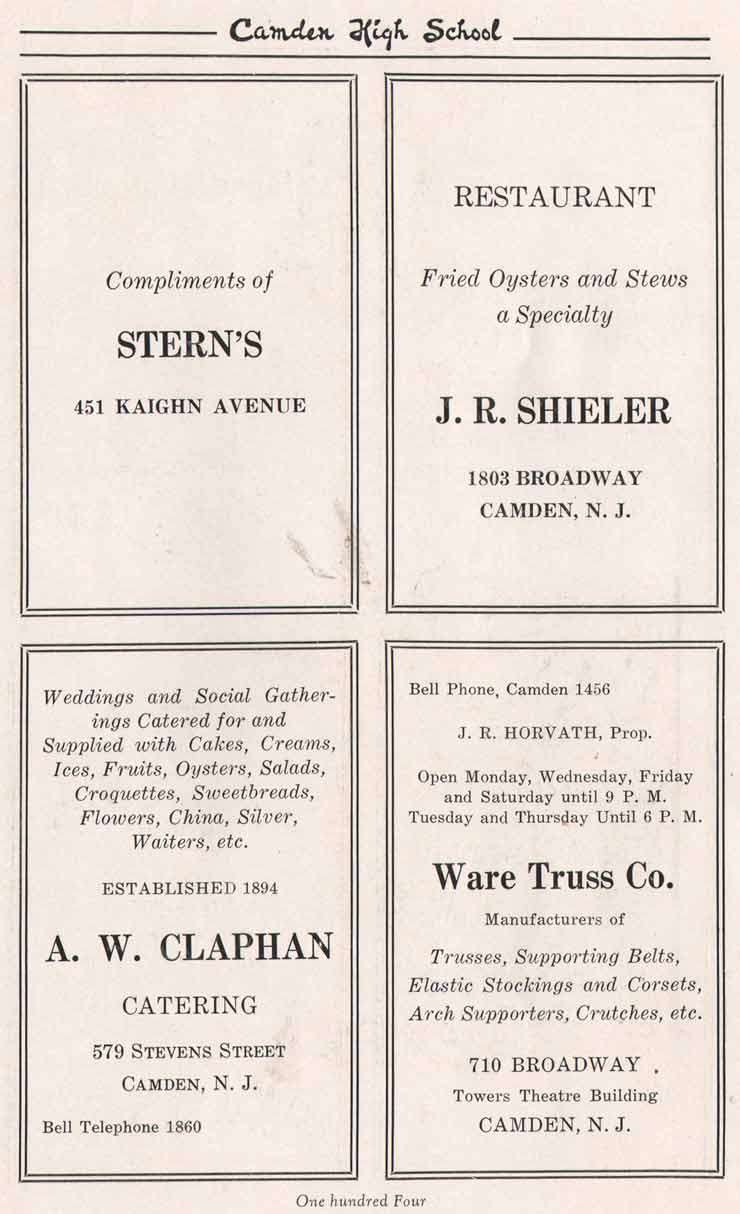 Camden High School
Compliments of
STERN'S
451 KAIGHN AVENUE
RESTAURANT
Fried Oysters and Stews
a Specialty
J. R. SHIELER
1803 BROADWAY
CAMDEN, N. J.
Weddings and Social Gather-
ings Catered for and
Supplied with Cakes, Creams,
Ices, Fruits, Oysters, Salads,
Croquettes, Sweetbreads,
Flowers, China, Silver,
Waiters, etc.
ESTABLISHED 1894
A. W. CLAPHAN
CATERING
579 STEVENS STREET
CAMDEN, N. J.
Bell Telephone 1860
Bell Phone, Camden 1456
J. R. HORVATH, Prop.
Open Monday, Wednesday, Friday
and Saturday until 9 P. M.
Tuesday and Thursday Until 6 P. M.
Ware Truss Co.
Manufacturers of
Trusses, Supporting Belts,
Elastic Stockings and Corsets,
Arch Supporters, Crutches, etc.
710 BROADWAY
Towers Theatre Building
CAMDEN, N. J.
One hundred Four